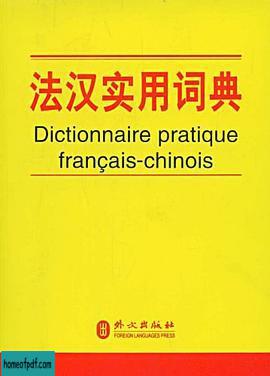 法汉实用词典
Dictionnaire pratique
français-chinois
外文出版社
FOREIGN LANGUAGES PRESS
homeofpdf.com